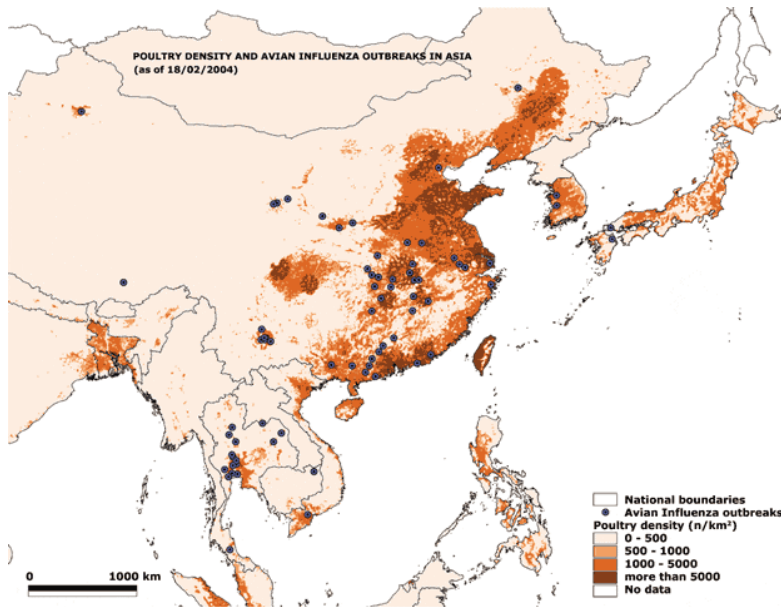 POULTRY DENSITY AND AVIAN INFLUENZA OUTBREAKS IN ASIA
(as of 18/02/2004)
National boundaries
Avian Influenza outbreaks
Poultry density (n/km²)
0 - 500
500 - 1000
1000 - 5000
more than 5000
No data
0 1000 km